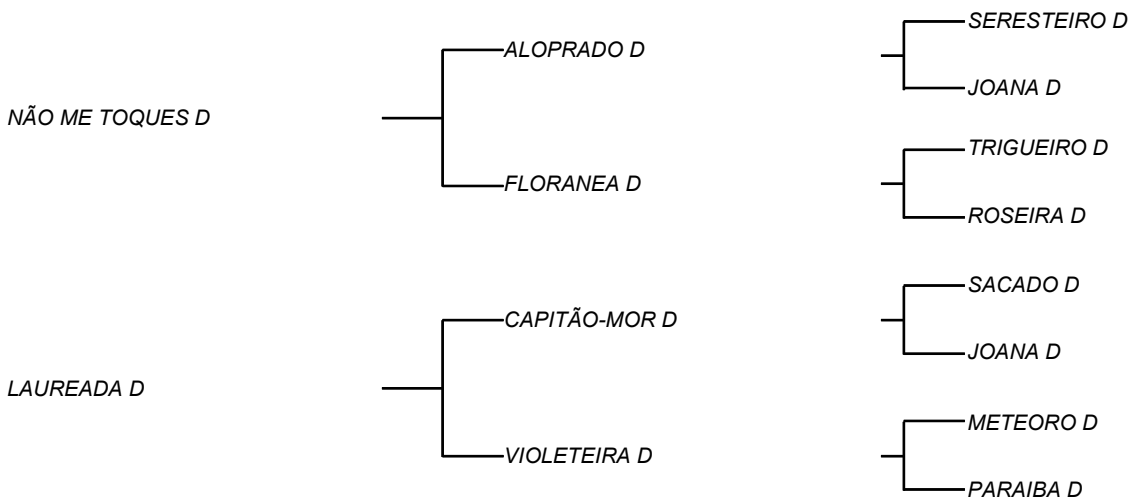 SERESTEIRO D
ALOPRADO D
JOANA D
NÃO ME TOQUES D
TRIGUEIRO D
FLORANEA D
ROSEIRA D
SACADO D
CAPITÃO-MOR D
JOANA D
LAUREADA D
METEORO D
VIOLETEIRA D
PARAIBA D